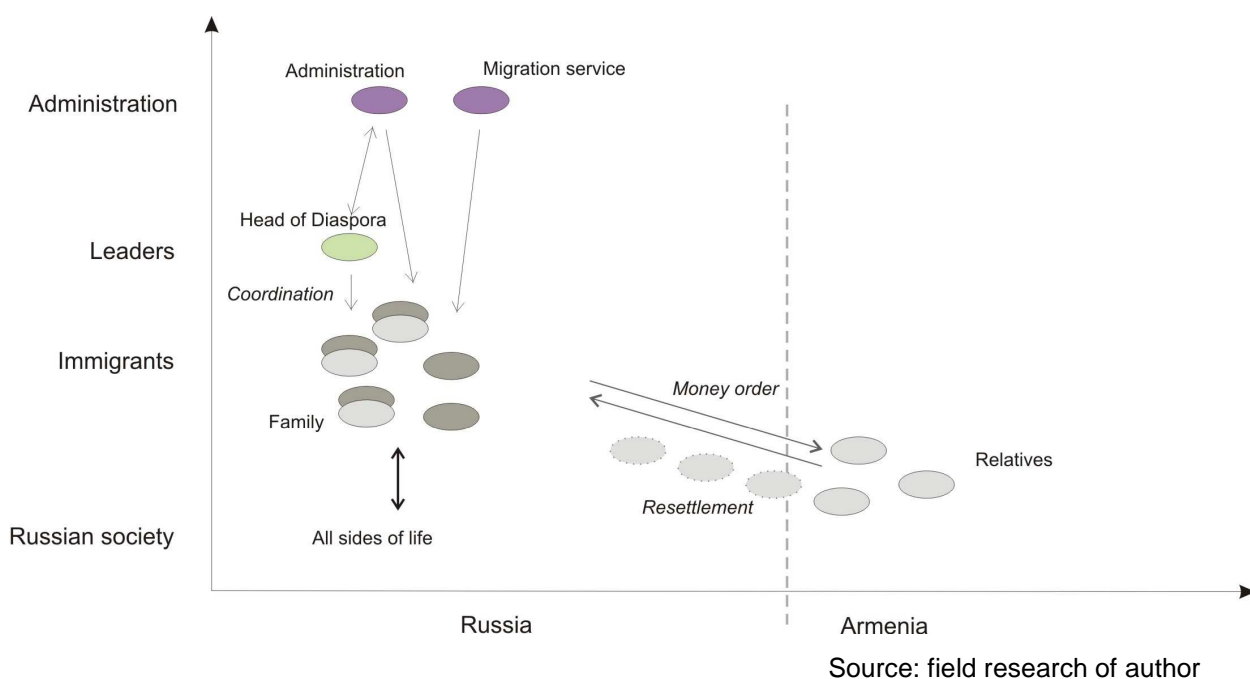 Administration
Migration service
Administration
Head of Diaspora
Leaders
Coordination
Immigrants
Money order
Family
Relatives
Resettlement
Russian society
All sides of life
Russia
Armenia
Source: field research of author